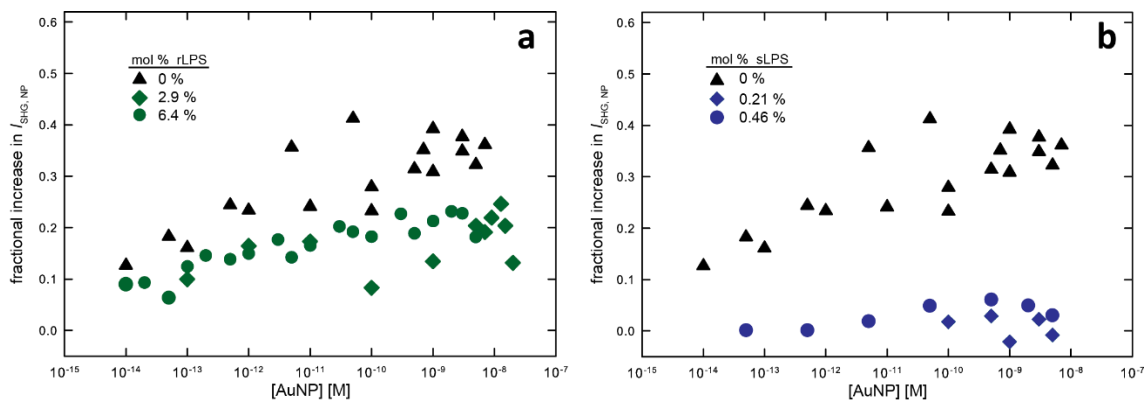 a
mol % rLPS
0 %
2.9 %
6.4 %
fractional increase in I_SHG, NP
0.6
0.5
0.4
0.3
0.2
0.1
0.0
10^-15 10^-14 10^-13 10^-12 10^-11 10^-10 10^-9 10^-8 10^-7
[AuNP] [M]
b
mol % sLPS
0 %
0.21 %
0.46 %
fractional increase in I_SHG, NP
0.6
0.5
0.4
0.3
0.2
0.1
0.0
10^-15 10^-14 10^-13 10^-12 10^-11 10^-10 10^-9 10^-8 10^-7
[AuNP] [M]